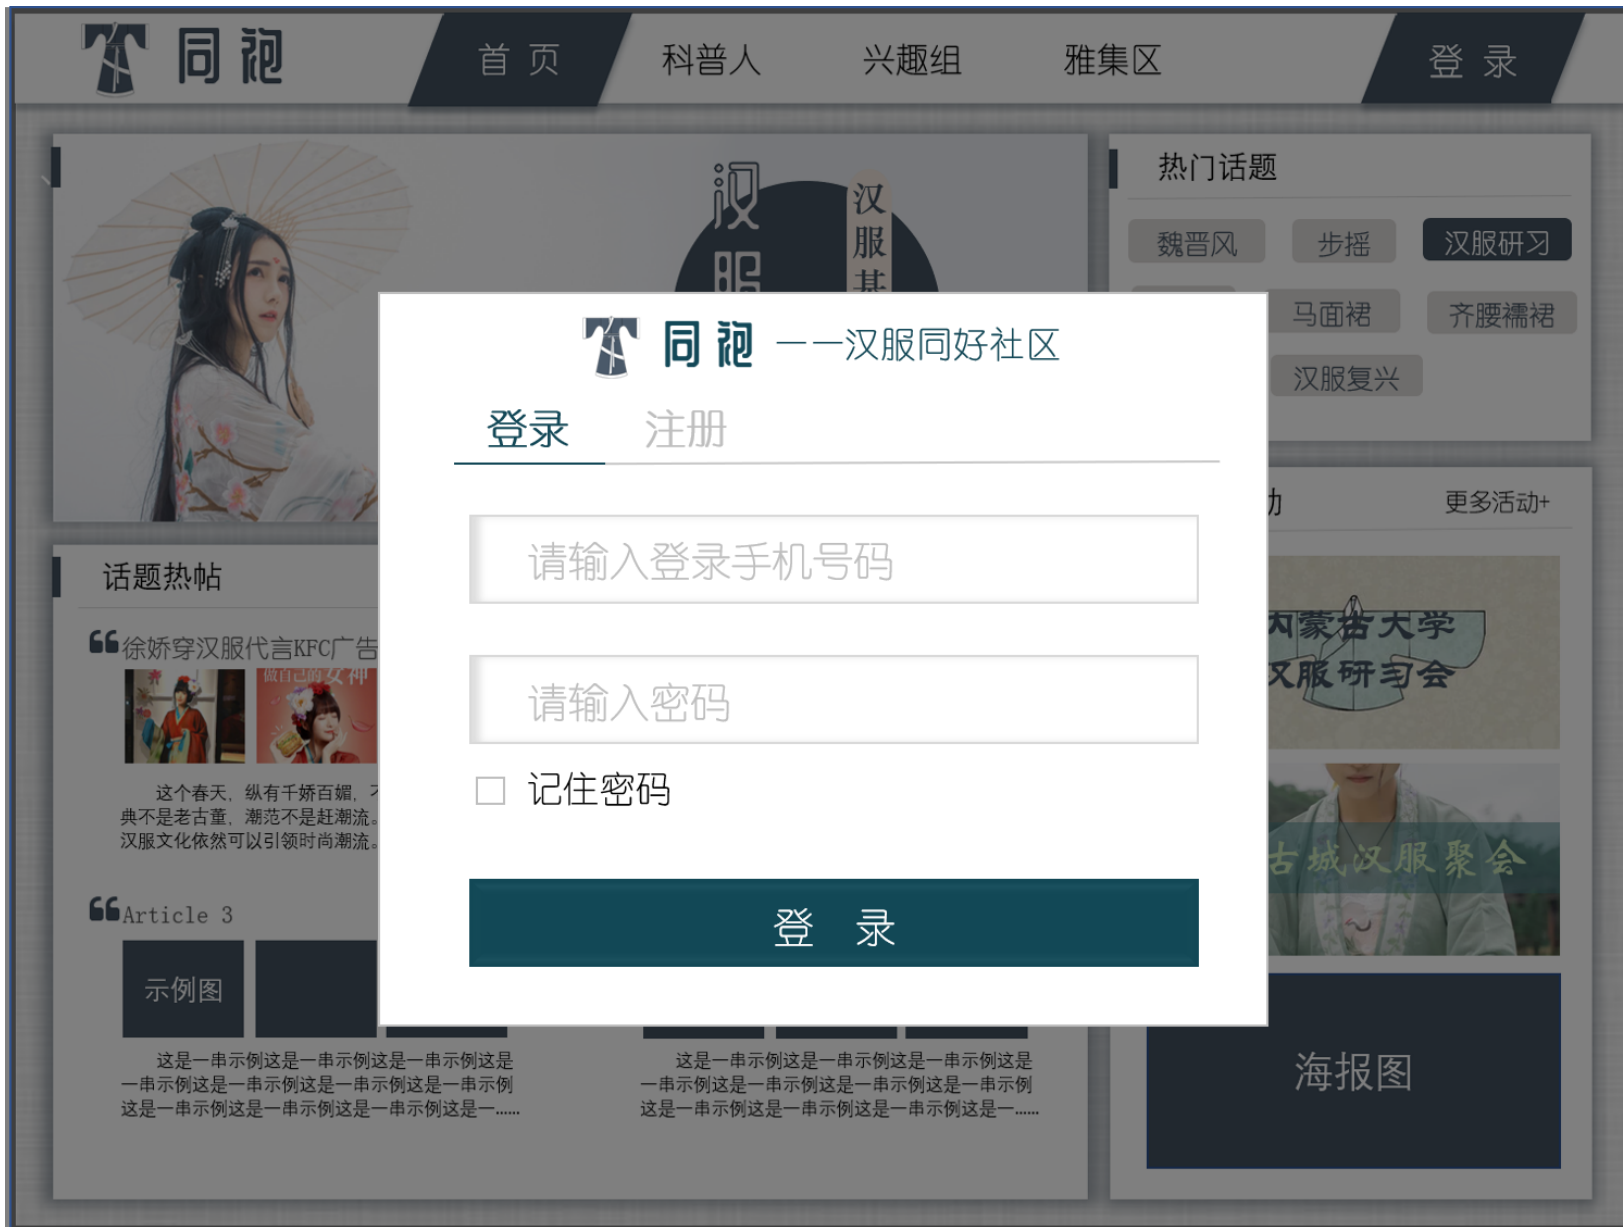 同袍
首页
科普人
兴趣组
雅集区
登录
汉服
汉服基
热门话题
魏晋风
步摇
汉服研习
马面裙
齐腰襦裙
汉服复兴
同袍 ——汉服同好社区
登录
注册
请输入登录手机号码
请输入密码
记住密码
登 录
更多活动+
内蒙古大学
汉服研习会
古城汉服聚会
海报图
话题热帖
徐娇穿汉服代言KFC广告
做自己的女神
这个春天，纵有千娇百媚，
典不是老古董，潮范不是赶潮流。
汉服文化依然可以引领时尚潮流。
Article 3
示例图
这是一串示例这是一串示例这是一串示例这是
一串示例这是一串示例这是一串示例这是一串示例
这是一串示例这是一串示例这是一串示例这是一……
这是一串示例这是一串示例这是一串示例这是
一串示例这是一串示例这是一串示例这是一串示例
这是一串示例这是一串示例这是一串示例这是一……